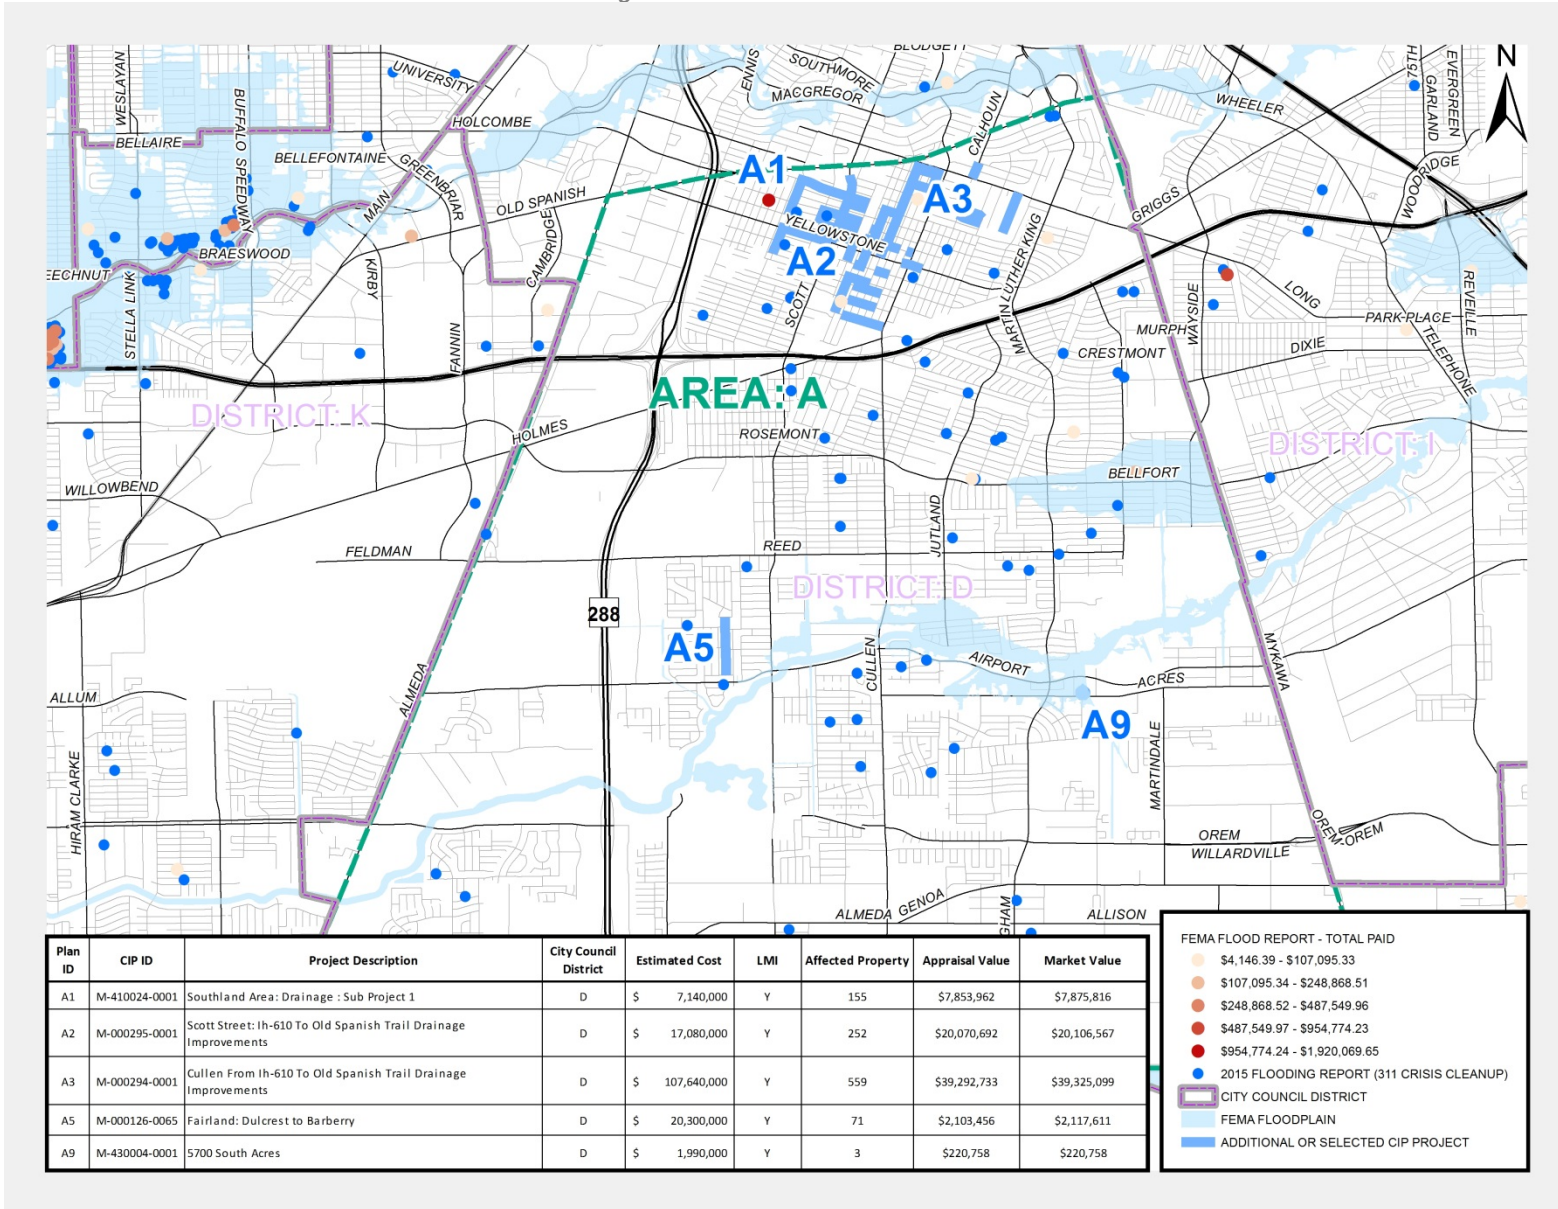 BLODGETT
ENNIS
SOUTHMORE
MACGREGOR
UNIVERSITY
WESLAYAN
BUFFALO SPEEDWAY
HOLCOMBE
CALHOUN
WHEELER
75TH
GARLAND
EVERGREEN
N
BELLAIRE
BELLEFONTAINE
GREENBRIAR
MAIN
OLD SPANISH
CAMBRIDGE
A1
A3
YELLOWSTONE
A2
SCOTT
MARTIN LUTHER KING
GRIGGS
WOODRIDGE
BRAESWOOD
EECHNUT
STELLA LINK
KIRBY
FANNIN
WAYSIDE
LONG
PARK PLACE
REVEILLE
MURPH
CRESTMONT
DIXIE
TELEPHONE
AREA: A
DISTRICT: K
HOLMES
ROSEMONT
DISTRICT: I
WILLOWBEND
BELLFORT
JUTLAND
FELDMAN
REED
DISTRICT: D
288
A5
CULLEN
AIRPORT
ACRES
MYKAWA
ALLUM
ALMEDA
A9
MARTINDALE
HIRAM CLARKE
OREM
OREM
OREM
WILLARDVILLE
ALMEDA GENOA
GHAM
ALLISON
Plan ID CIP ID Project Description City Council District Estimated Cost LMI Affected Property Appraisal Value Market Value
A1 M-410024-0001 Southland Area: Drainage : Sub Project 1 D $ 7,140,000 Y 155 $7,853,962 $7,875,816
A2 M-000295-0001 Scott Street: Ih-610 To Old Spanish Trail Drainage Improvements D $ 17,080,000 Y 252 $20,070,692 $20,106,567
A3 M-000294-0001 Cullen From Ih-610 To Old Spanish Trail Drainage Improvements D $ 107,640,000 Y 559 $39,292,733 $39,325,099
A5 M-000126-0065 Fairland: Dulcrest to Barberry D $ 20,300,000 Y 71 $2,103,456 $2,117,611
A9 M-430004-0001 5700 South Acres D $ 1,990,000 Y 3 $220,758 $220,758
FEMA FLOOD REPORT - TOTAL PAID
$4,146.39 - $107,095.33
$107,095.34 - $248,868.51
$248,868.52 - $487,549.96
$487,549.97 - $954,774.23
$954,774.24 - $1,920,069.65
2015 FLOODING REPORT (311 CRISIS CLEANUP)
CITY COUNCIL DISTRICT
FEMA FLOODPLAIN
ADDITIONAL OR SELECTED CIP PROJECT